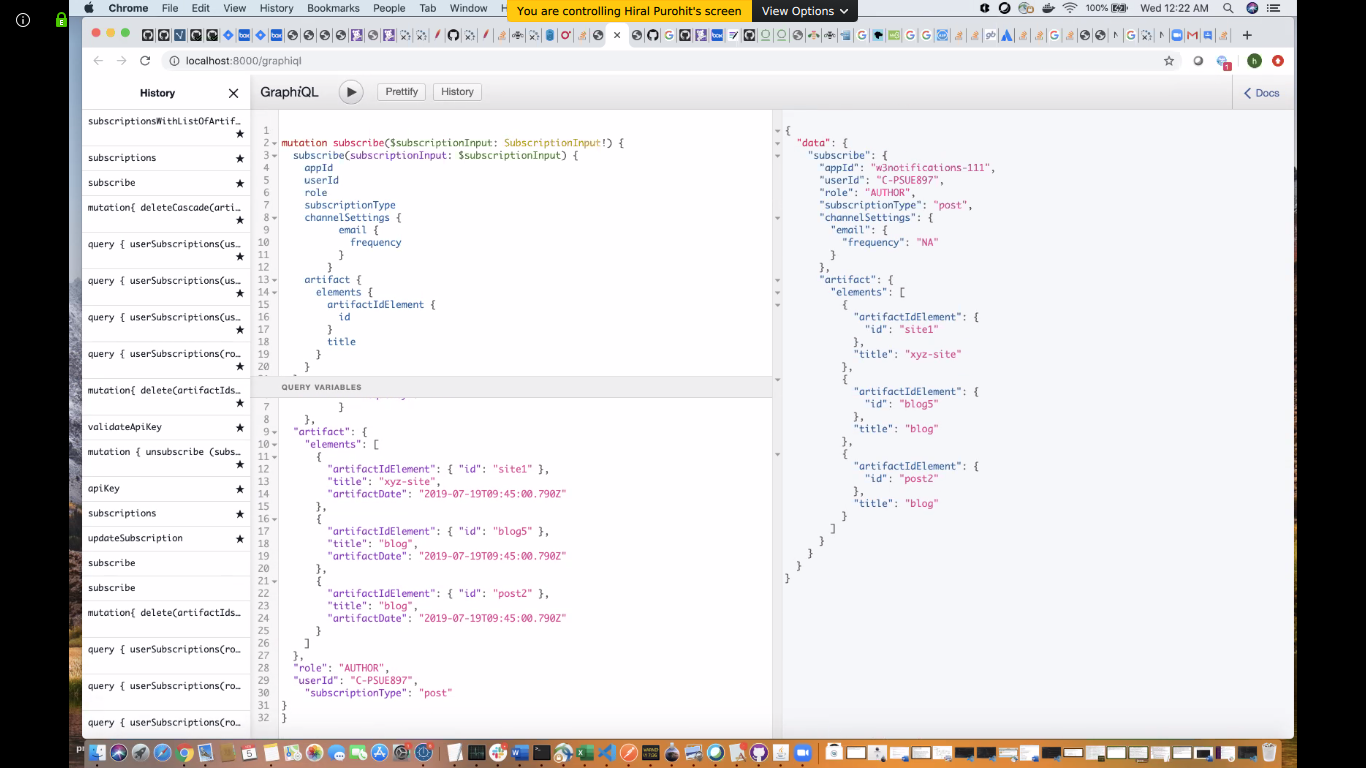 Chrome File Edit View History Bookmarks People Tab Window
You are controlling Hiral Purohit's screen View Options
100% Wed 12:22 AM
localhost:8000/graphiql
History
GraphiQL Prettify History Docs
subscriptionsWithListOfArtif…
subscriptions
subscribe
mutation{ deleteCascade(arti…
query { userSubscriptions(us…
query { userSubscriptions(us…
query { userSubscriptions(us…
query { userSubscriptions(ro…
mutation{ delete(artifactIds…
validateApiKey
mutation { unsubscribe (subs…
apiKey
subscriptions
updateSubscription
subscribe
subscribe
mutation{ delete(artifactIds…
query { userSubscriptions(ro…
query { userSubscriptions(ro…
query { userSubscriptions(ro…
1
2 mutation subscribe($subscriptionInput: SubscriptionInput!) {
3 subscribe(subscriptionInput: $subscriptionInput) {
4 appId
5 userId
6 role
7 subscriptionType
8 channelSettings {
9 email {
10 frequency
11 }
12 }
13 artifact {
14 elements {
15 artifactIdElement {
16 id
17 }
18 title
19 }
20 }
QUERY VARIABLES
7 }
8 },
9 "artifact": {
10 "elements": [
11 {
12 "artifactIdElement": { "id": "site1" },
13 "title": "xyz-site",
14 "artifactDate": "2019-07-19T09:45:00.790Z"
15 },
16 {
17 "artifactIdElement": { "id": "blog5" },
18 "title": "blog",
19 "artifactDate": "2019-07-19T09:45:00.790Z"
20 },
21 {
22 "artifactIdElement": { "id": "post2" },
23 "title": "blog",
24 "artifactDate": "2019-07-19T09:45:00.790Z"
25 }
26 ]
27 },
28 "role": "AUTHOR",
29 "userId": "C-PSUE897",
30 "subscriptionType": "post"
31 }
32 }
{
"data": {
"subscribe": {
"appId": "w3notifications-111",
"userId": "C-PSUE897",
"role": "AUTHOR",
"subscriptionType": "post",
"channelSettings": {
"email": {
"frequency": "NA"
}
},
"artifact": {
"elements": [
{
"artifactIdElement": {
"id": "site1"
},
"title": "xyz-site"
},
{
"artifactIdElement": {
"id": "blog5"
},
"title": "blog"
},
{
"artifactIdElement": {
"id": "post2"
},
"title": "blog"
}
]
}
}
}
}